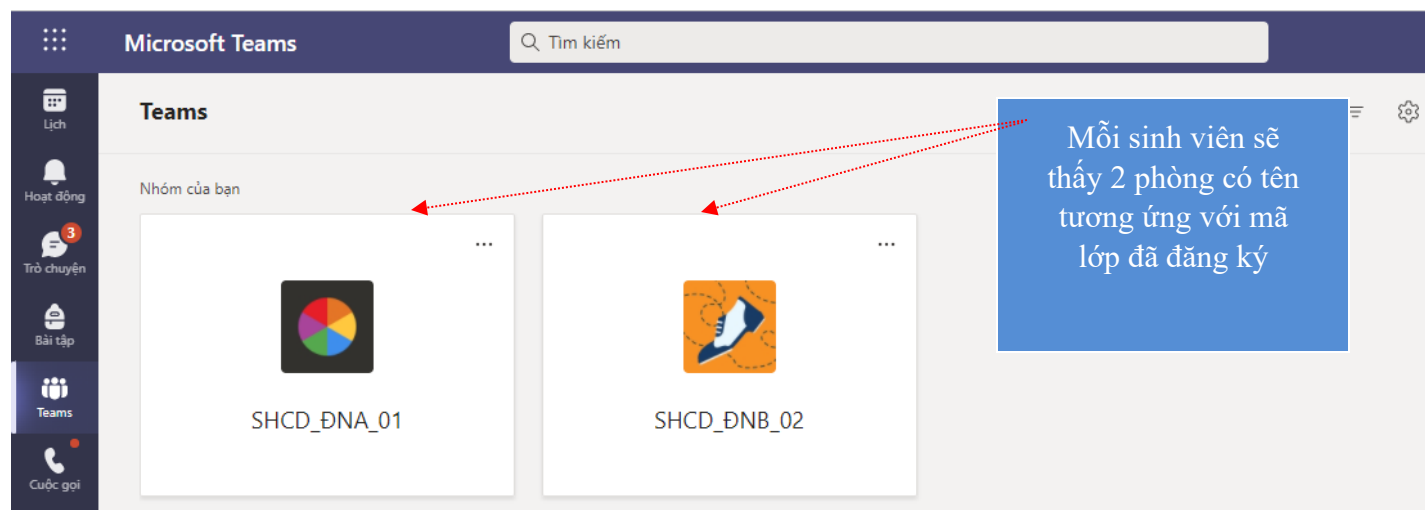 Microsoft Teams
Tìm kiếm
Lịch
Hoạt động
3
Trò chuyện
Bài tập
Teams
Cuộc gọi
Teams
Nhóm của bạn
...
SHCD_ĐNA_01
...
SHCD_ĐNB_02
Mỗi sinh viên sẽ
thấy 2 phòng có tên
tương ứng với mã
lớp đã đăng ký